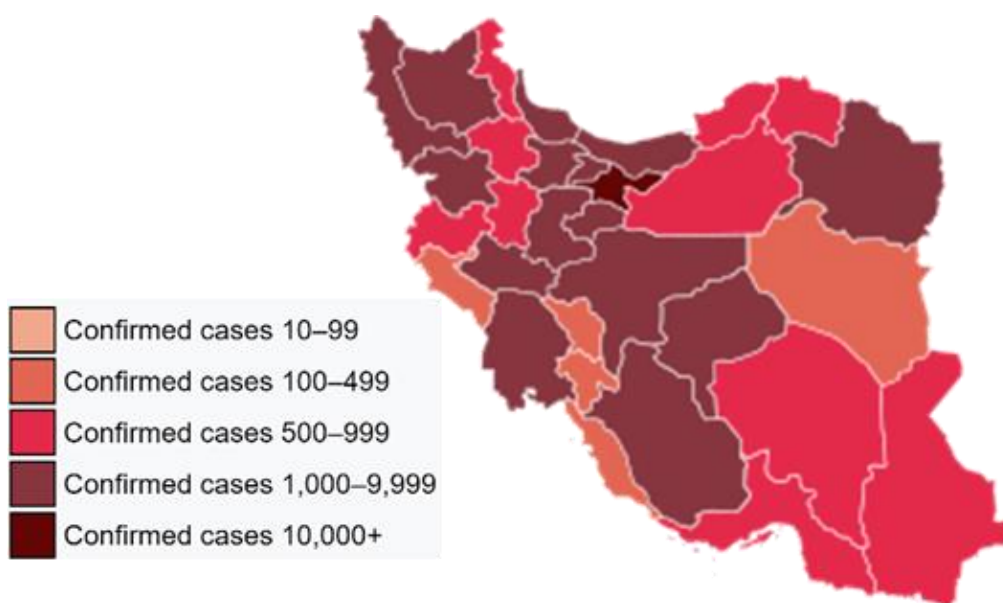 Confirmed cases 10–99
Confirmed cases 100–499
Confirmed cases 500–999
Confirmed cases 1,000–9,999
Confirmed cases 10,000+